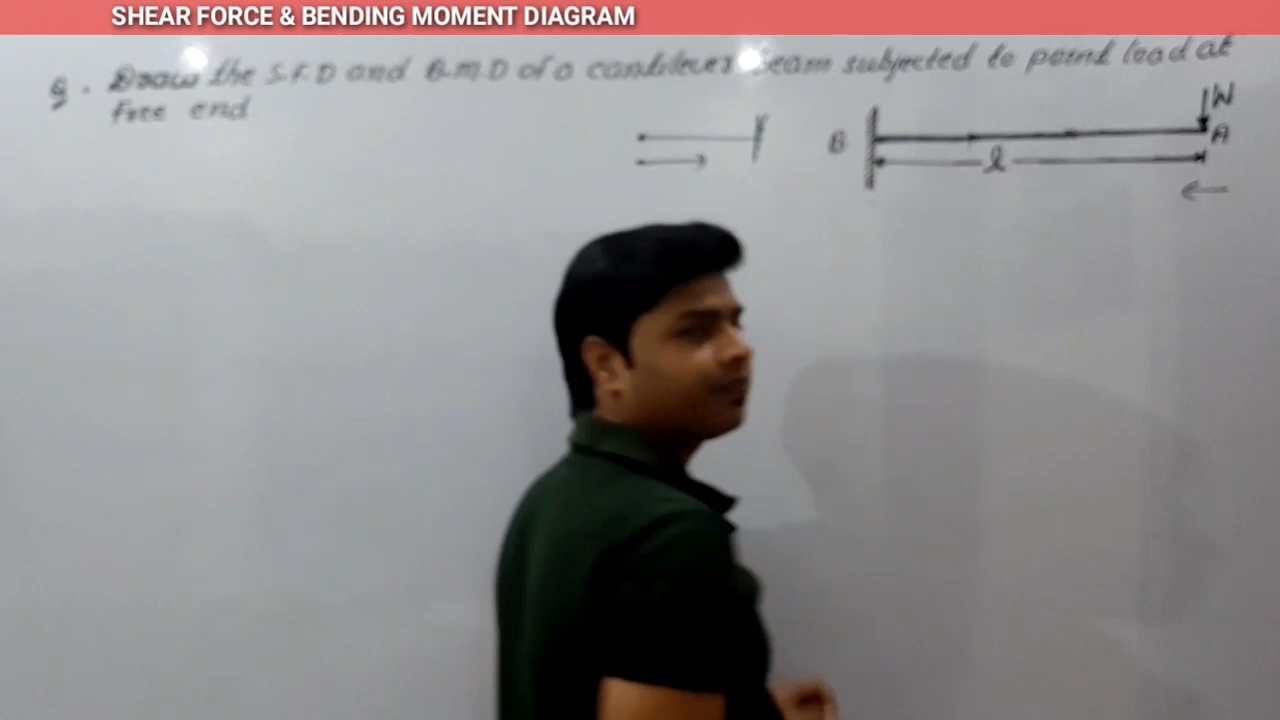 SHEAR FORCE & BENDING MOMENT DIAGRAM
Q. Draw the S.F.D and B.M.D of a cantilever Beam subjected to point load at
free end
W
B
A
l